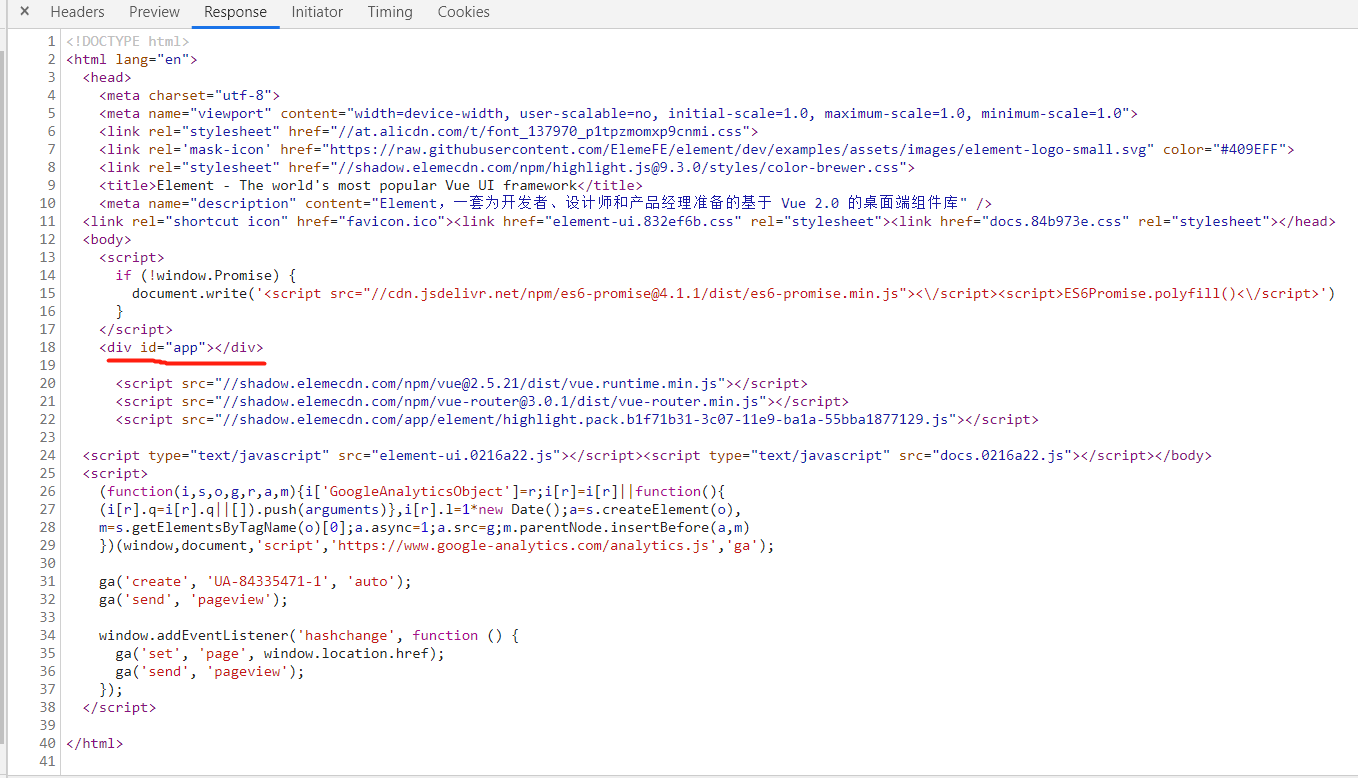 × Headers Preview Response Initiator Timing Cookies
1 <!DOCTYPE html>
2 <html lang="en">
3 <head>
4 <meta charset="utf-8">
5 <meta name="viewport" content="width=device-width, user-scalable=no, initial-scale=1.0, maximum-scale=1.0, minimum-scale=1.0">
6 <link rel="stylesheet" href="//at.alicdn.com/t/font_137970_p1tpzmomxp9cnmi.css">
7 <link rel='mask-icon' href="https://raw.githubusercontent.com/ElemeFE/element/dev/examples/assets/images/element-logo-small.svg" color="#409EFF">
8 <link rel="stylesheet" href="//shadow.elemecdn.com/npm/highlight.js@9.3.0/styles/color-brewer.css">
9 <title>Element - The world's most popular Vue UI framework</title>
10 <meta name="description" content="Element，一套为开发者、设计师和产品经理准备的基于 Vue 2.0 的桌面端组件库" />
11 <link rel="shortcut icon" href="favicon.ico"><link href="element-ui.832ef6b.css" rel="stylesheet"><link href="docs.84b973e.css" rel="stylesheet"></head>
12 <body>
13 <script>
14 if (!window.Promise) {
15 document.write('<script src="//cdn.jsdelivr.net/npm/es6-promise@4.1.1/dist/es6-promise.min.js"><\/script><script>ES6Promise.polyfill()<\/script>')
16 }
17 </script>
18 <div id="app"></div>
19
20 <script src="//shadow.elemecdn.com/npm/vue@2.5.21/dist/vue.runtime.min.js"></script>
21 <script src="//shadow.elemecdn.com/npm/vue-router@3.0.1/dist/vue-router.min.js"></script>
22 <script src="//shadow.elemecdn.com/app/element/highlight.pack.b1f71b31-3c07-11e9-ba1a-55bba1877129.js"></script>
23
24 <script type="text/javascript" src="element-ui.0216a22.js"></script><script type="text/javascript" src="docs.0216a22.js"></script></body>
25 <script>
26 (function(i,s,o,g,r,a,m){i['GoogleAnalyticsObject']=r;i[r]=i[r]||function(){
27 (i[r].q=i[r].q||[]).push(arguments)},i[r].l=1*new Date();a=s.createElement(o),
28 m=s.getElementsByTagName(o)[0];a.async=1;a.src=g;m.parentNode.insertBefore(a,m)
29 })(window,document,'script','https://www.google-analytics.com/analytics.js','ga');
30
31 ga('create', 'UA-84335471-1', 'auto');
32 ga('send', 'pageview');
33
34 window.addEventListener('hashchange', function () {
35 ga('set', 'page', window.location.href);
36 ga('send', 'pageview');
37 });
38 </script>
39
40 </html>
41